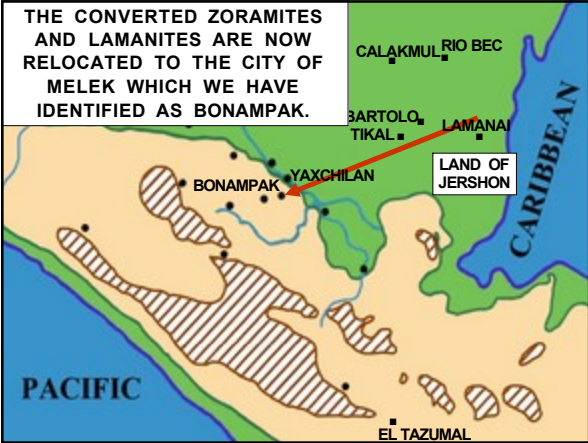 THE CONVERTED ZORAMITES
AND LAMANITES ARE NOW
RELOCATED TO THE CITY OF
MELEK WHICH WE HAVE
IDENTIFIED AS BONAMPAK.
CALAKMUL RIO BEC
BARTOLO
TIKAL LAMANAI
LAND OF
JERSHON
YAXCHILAN
BONAMPAK
CARIBBEAN
PACIFIC
EL TAZUMAL